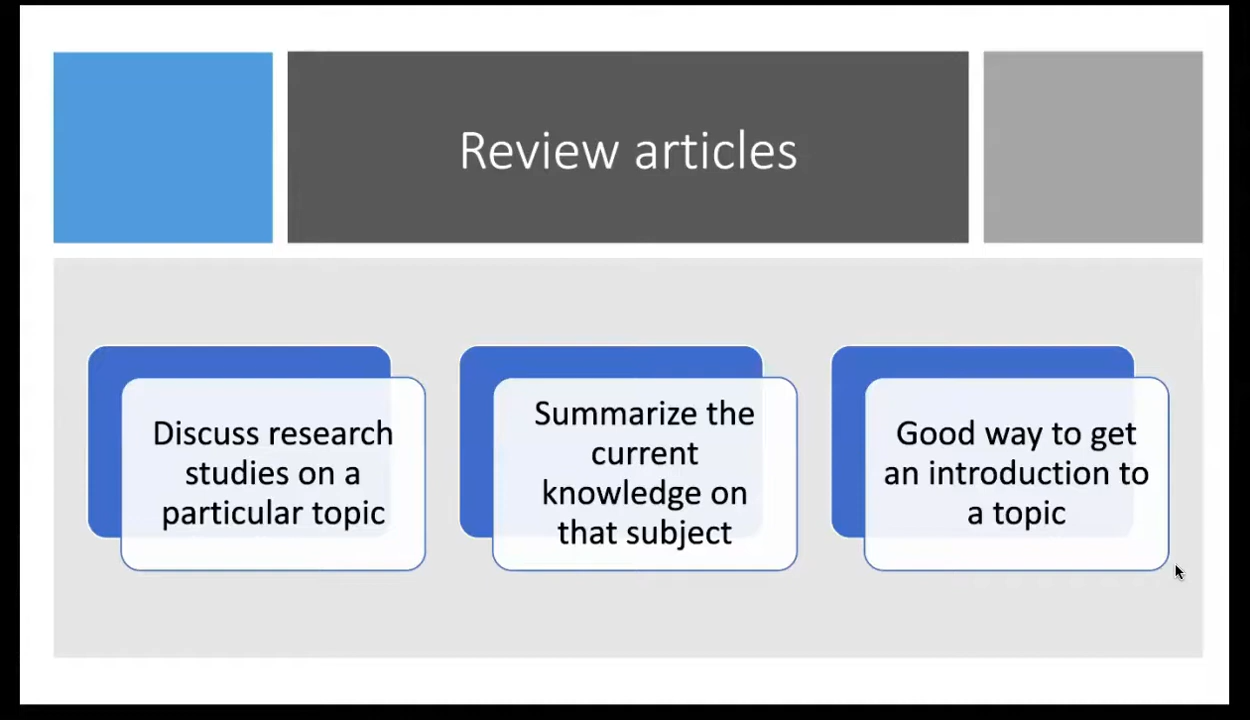 Review articles
Discuss research
studies on a
particular topic
Summarize the
current
knowledge on
that subject
Good way to get
an introduction to
a topic